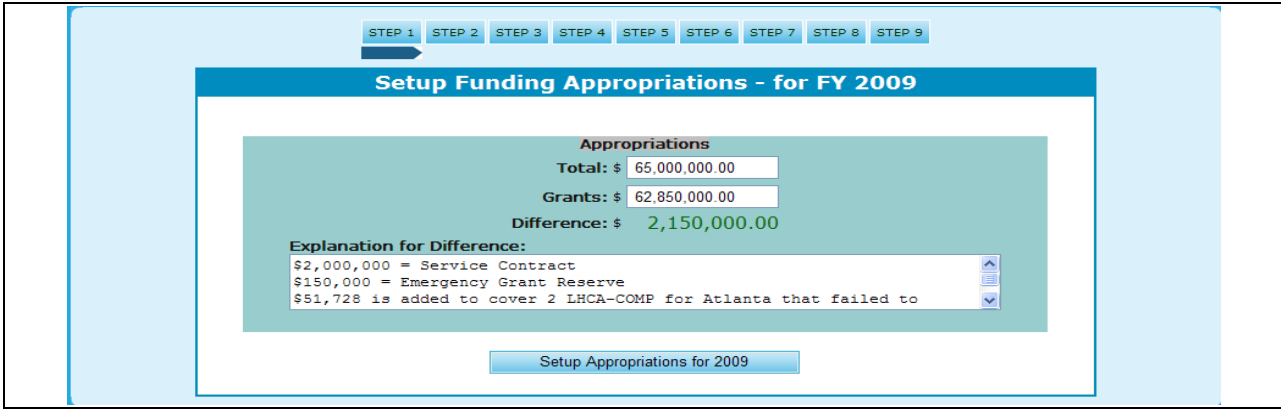 STEP 1 STEP 2 STEP 3 STEP 4 STEP 5 STEP 6 STEP 7 STEP 8 STEP 9
Setup Funding Appropriations - for FY 2009
Appropriations
Total: $ 65,000,000.00
Grants: $ 62,850,000.00
Difference: $ 2,150,000.00
Explanation for Difference:
$2,000,000 = Service Contract
$150,000 = Emergency Grant Reserve
$51,728 is added to cover 2 LHCA-COMP for Atlanta that failed to
Setup Appropriations for 2009